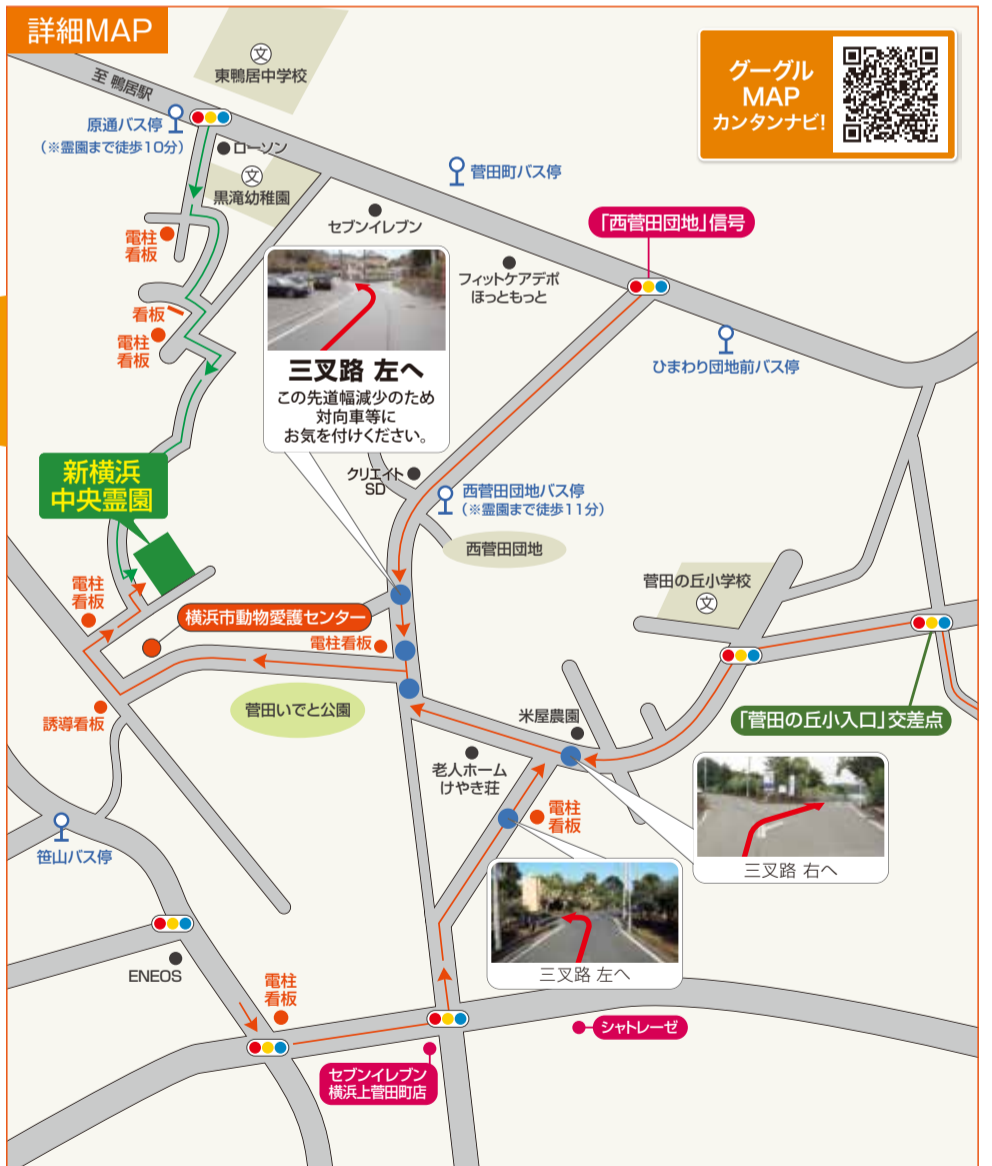 詳細MAP
文
東鴨居中学校
グーグル
MAP
カンタンナビ!
至 鴨居駅
原通バス停
(※霊園まで徒歩10分)
ローソン
文
黒滝幼稚園
菅田町バス停
セブンイレブン
「西菅田団地」信号
電柱
看板
フィットケアデポ
ほっともっと
看板
電柱
看板
ひまわり団地前バス停
三叉路 左へ
この先道幅減少のため
対向車等に
お気を付けください。
新横浜
中央霊園
クリエイト
SD
西菅田団地バス停
(※霊園まで徒歩11分)
西菅田団地
菅田の丘小学校
文
電柱
看板
横浜市動物愛護センター
電柱看板
菅田いでと公園
誘導看板
米屋農園
「菅田の丘小入口」交差点
老人ホーム
けやき荘
電柱
看板
三叉路 右へ
笹山バス停
三叉路 左へ
ENEOS
電柱
看板
シャトレーゼ
セブンイレブン
横浜上菅田町店